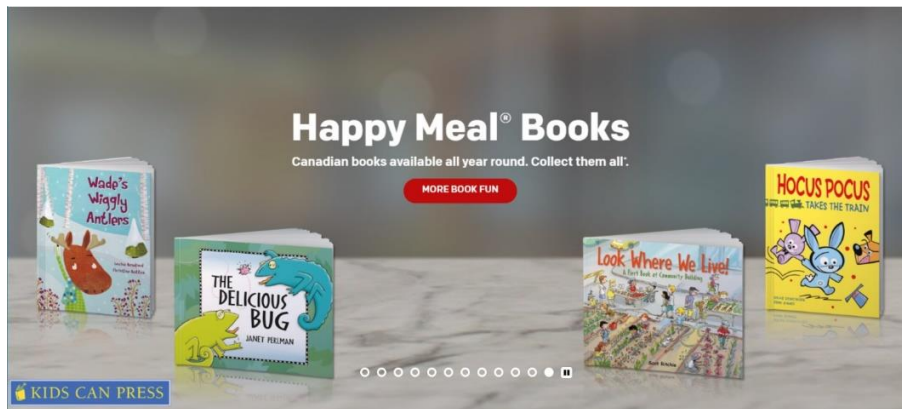 Happy Meal® Books
Canadian books available all year round. Collect them all*.
MORE BOOK FUN
Wade's
Wiggly
Antlers
THE
DELICIOUS
BUG
JANET PERLMAN
Look Where We Live!
A First Book of Community Building
Scot Ritchie
HOCUS POCUS
TAKES THE TRAIN
KIDS CAN PRESS